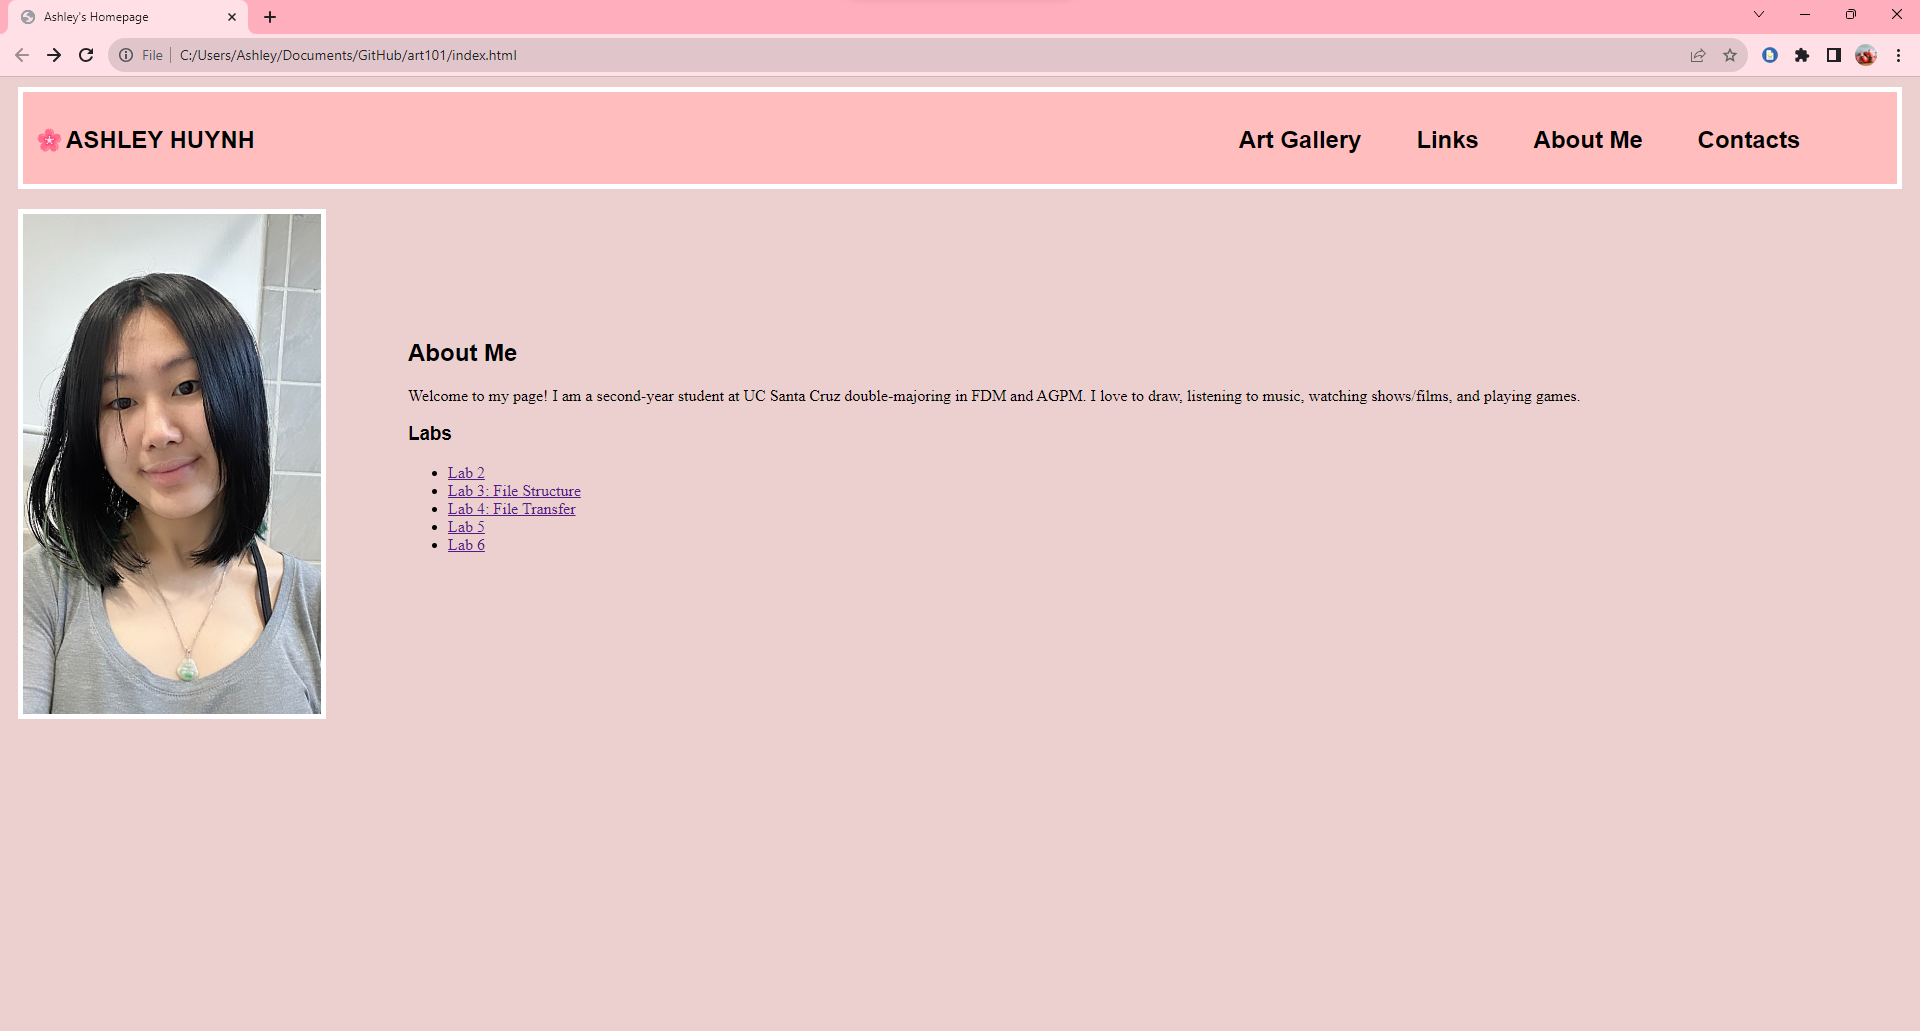 Ashley's Homepage
File
C:/Users/Ashley/Documents/GitHub/art101/index.html
🌸ASHLEY HUYNH
Art Gallery
Links
About Me
Contacts
About Me
Welcome to my page! I am a second-year student at UC Santa Cruz double-majoring in FDM and AGPM. I love to draw, listening to music, watching shows/films, and playing games.
Labs
Lab 2
Lab 3: File Structure
Lab 4: File Transfer
Lab 5
Lab 6